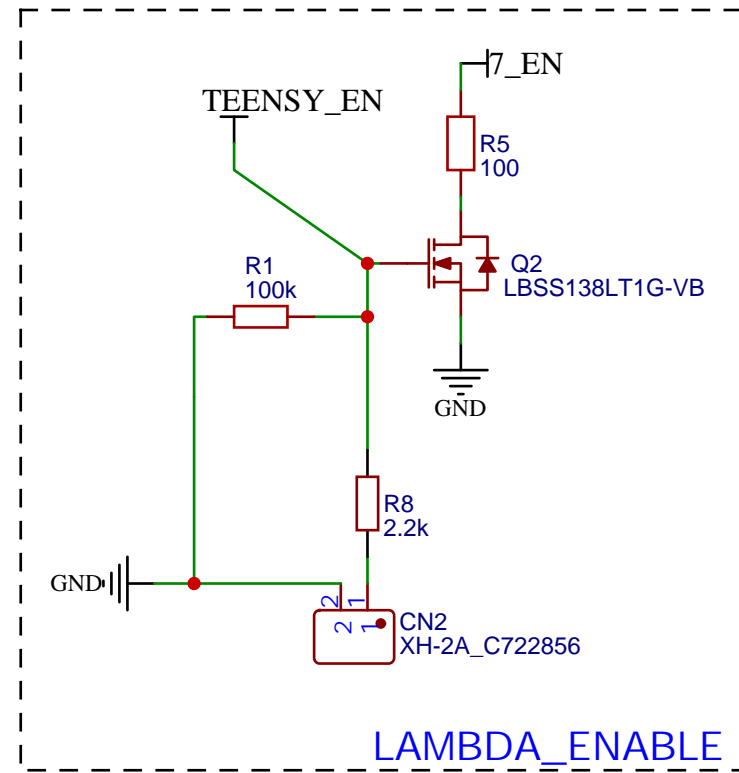 7_EN
TEENSY_EN
R5
100
R1
100k
Q2
LBSS138LT1G-VB
GND
R8
2.2k
GND
2 1
2 1
CN2
XH-2A_C722856
LAMBDA_ENABLE